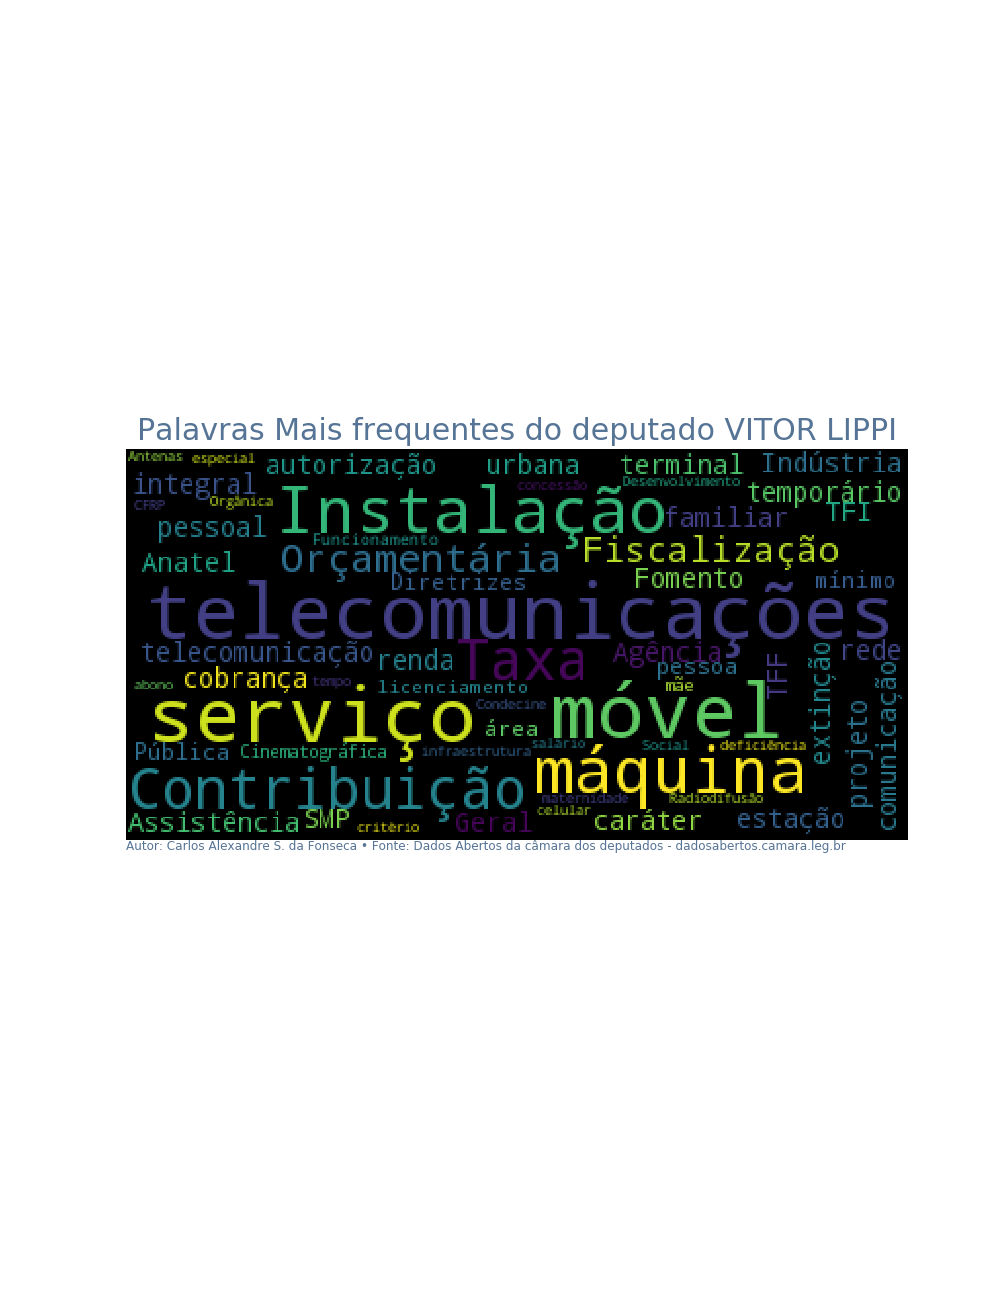 Palavras Mais frequentes do deputado VITOR LIPPI
Antenas especial autorização urbana terminal Indústria
integral concessão Desenvolvimento temporário
CFRP Orgânica Instalação familiar TFI
pessoal Funcionamento
Anatel Orçamentária Fiscalização
Diretrizes Fomento mínimo
telecomunicações
telecomunicação renda Taxa Agência pessoa rede
abono cobrança tempo licenciamento mãe TFF extinção
serviço Condecine móvel projeto comunicação
área
Pública Cinematográfica infraestrutura salário Social deficiência
Contribuição máquina
maternidade Radiodifusão
Assistência SMP critério Geral celular caráter estação
Autor: Carlos Alexandre S. da Fonseca • Fonte: Dados Abertos da câmara dos deputados - dadosabertos.camara.leg.br